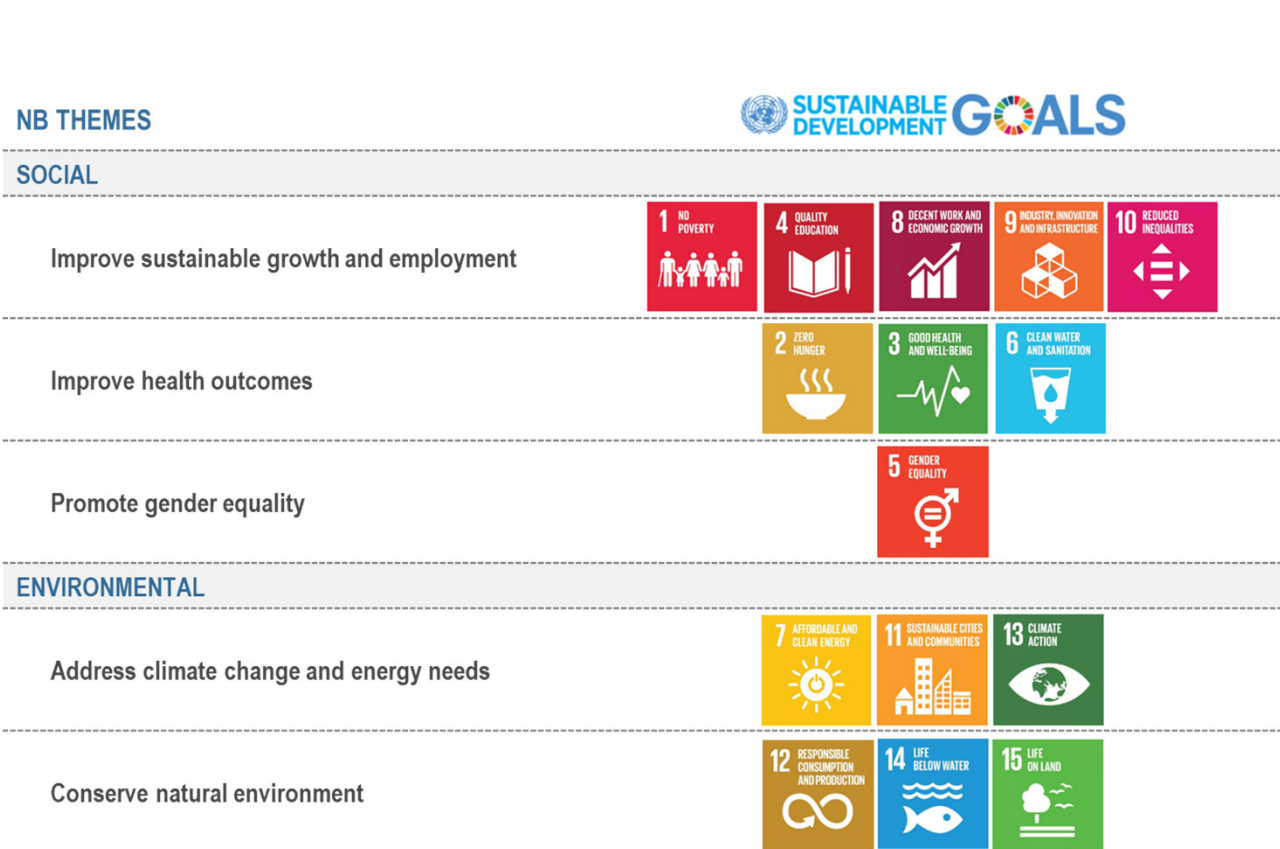 NB THEMES
SUSTAINABLE
DEVELOPMENT
GOALS
SOCIAL
Improve sustainable growth and employment
1 NO
POVERTY
4 QUALITY
EDUCATION
8 DECENT WORK AND
ECONOMIC GROWTH
9 INDUSTRY, INNOVATION
AND INFRASTRUCTURE
10 REDUCED
INEQUALITIES
Improve health outcomes
2 ZERO
HUNGER
3 GOOD HEALTH
AND WELL-BEING
6 CLEAN WATER
AND SANITATION
Promote gender equality
5 GENDER
EQUALITY
ENVIRONMENTAL
Address climate change and energy needs
7 AFFORDABLE AND
CLEAN ENERGY
11 SUSTAINABLE CITIES
AND COMMUNITIES
13 CLIMATE
ACTION
Conserve natural environment
12 RESPONSIBLE
CONSUMPTION
AND PRODUCTION
14 LIFE
BELOW WATER
15 LIFE
ON LAND